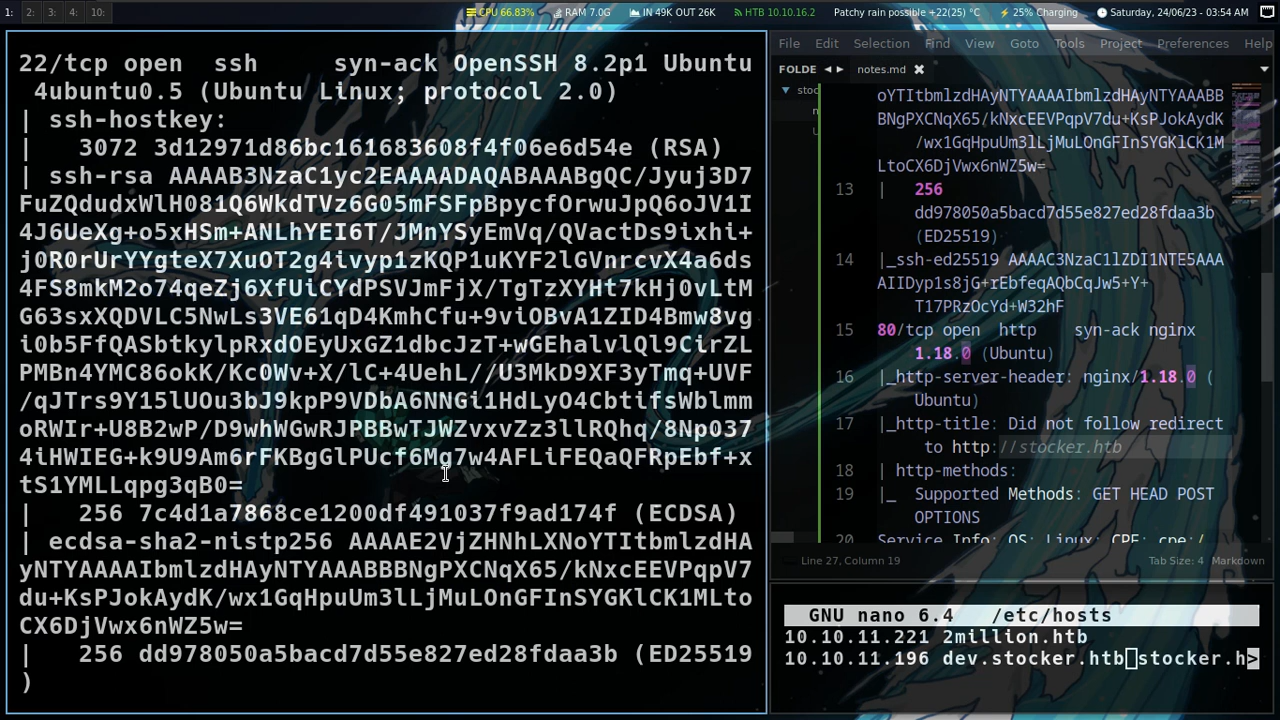 1: 2: 3: 4: 10: CPU 66.83% RAM 7.0G IN 49K OUT 26K HTB 10.10.16.2 Patchy rain possible +22(25) °C 25% Charging Saturday, 24/06/23 - 03:54 AM
22/tcp open  ssh     syn-ack OpenSSH 8.2p1 Ubuntu
 4ubuntu0.5 (Ubuntu Linux; protocol 2.0)
| ssh-hostkey:
|   3072 3d12971d86bc161683608f4f06e6d54e (RSA)
| ssh-rsa AAAAB3NzaC1yc2EAAAADAQABAAABgQC/Jyuj3D7
FuZQdudxWlH081Q6WkdTVz6G05mFSFpBpycfOrwuJpQ6oJV1I
4J6UeXg+o5xHSm+ANLhYEI6T/JMnYSyEmVq/QVactDs9ixhi+
j0R0rUrYYgteX7XuOT2g4ivyp1zKQP1uKYF2lGVnrcvX4a6ds
4FS8mkM2o74qeZj6XfUiCYdPSVJmFjX/TgTzXYHt7kHj0vLtM
G63sxXQDVLC5NwLs3VE61qD4KmhCfu+9viOBvA1ZID4Bmw8vg
i0b5FfQASbtkylpRxdOEyUxGZ1dbcJzT+wGEhalvlQl9CirZL
PMBn4YMC86okK/Kc0Wv+X/lC+4UehL//U3MkD9XF3yTmq+UVF
/qJTrs9Y15lUOu3bJ9kpP9VDbA6NNGi1HdLyO4CbtifsWblmm
oRWIr+U8B2wP/D9whWGwRJPBBwTJWZvxvZz3llRQhq/8Np037
4iHWIEG+k9U9Am6rFKBgGlPUcf6Mg7w4AFLiFEQaQFRpEbf+x
tS1YMLLqpg3qB0=
|   256 7c4d1a7868ce1200df491037f9ad174f (ECDSA)
| ecdsa-sha2-nistp256 AAAAE2VjZHNhLXNoYTItbmlzdHA
yNTYAAAAIbmlzdHAyNTYAAABBBNgPXCNqX65/kNxcEEVPqpV7
du+KsPJokAydK/wx1GqHpuUm3lLjMuLOnGFInSYGKlCK1MLto
CX6DjVwx6nWZ5w=
|   256 dd978050a5bacd7d55e827ed28fdaa3b (ED25519
)
File Edit Selection Find View Goto Tools Project Preferences Help
FOLDE notes.md
stoc
oYTItbmlzdHAyNTYAAAAIbmlzdHAyNTYAAABB
BNgPXCNqX65/kNxcEEVPqpV7du+KsPJokAydK
/wx1GqHpuUm3lLjMuLOnGFInSYGKlCK1M
LtoCX6DjVwx6nWZ5w=
13 |   256
dd978050a5bacd7d55e827ed28fdaa3b
(ED25519)
14 |_ssh-ed25519 AAAAC3NzaC1lZDI1NTE5AAA
AIIDyp1s8jG+rEbfeqAQbCqJw5+Y+
T17PRzOcYd+W32hF
15 80/tcp open  http    syn-ack nginx
1.18.0 (Ubuntu)
16 |_http-server-header: nginx/1.18.0 (
Ubuntu)
17 |_http-title: Did not follow redirect
to http://stocker.htb
18 | http-methods:
19 |_  Supported Methods: GET HEAD POST
OPTIONS
20 Service Info: OS: Linux; CPE: cpe:/
Line 27, Column 19 Tab Size: 4 Markdown
GNU nano 6.4   /etc/hosts
10.10.11.221 2million.htb
10.10.11.196 dev.stocker.htb stocker.h>